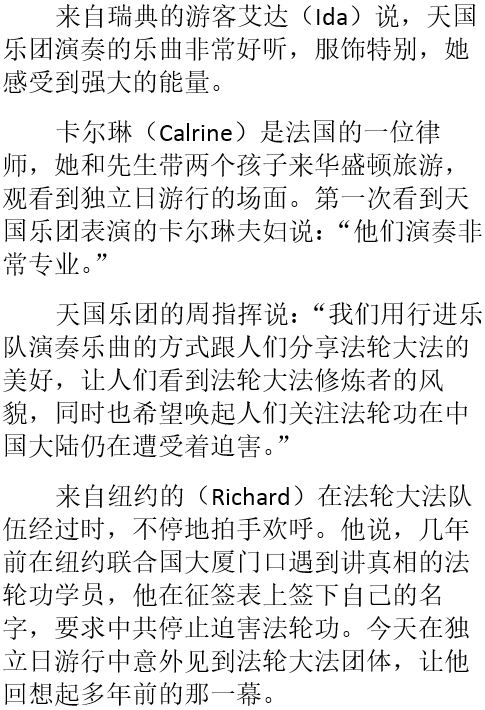 来自瑞典的游客艾达（Ida）说，天国
乐团演奏的乐曲非常好听，服饰特别，她
感受到强大的能量。
卡尔琳（Calrine）是法国的一位律
师，她和先生带两个孩子来华盛顿旅游，
观看到独立日游行的场面。第一次看到天
国乐团表演的卡尔琳夫妇说：“他们演奏非
常专业。”
天国乐团的周指挥说：“我们用行进乐
队演奏乐曲的方式跟人们分享法轮大法的
美好，让人们看到法轮大法修炼者的风
貌，同时也希望唤起人们关注法轮功在中
国大陆仍在遭受着迫害。”
来自纽约的（Richard）在法轮大法队
伍经过时，不停地拍手欢呼。他说，几年
前在纽约联合国大厦门口遇到讲真相的法
轮功学员，他在征签表上签下自己的名
字，要求中共停止迫害法轮功。今天在独
立日游行中意外见到法轮大法团体，让他
回想起多年前的那一幕。